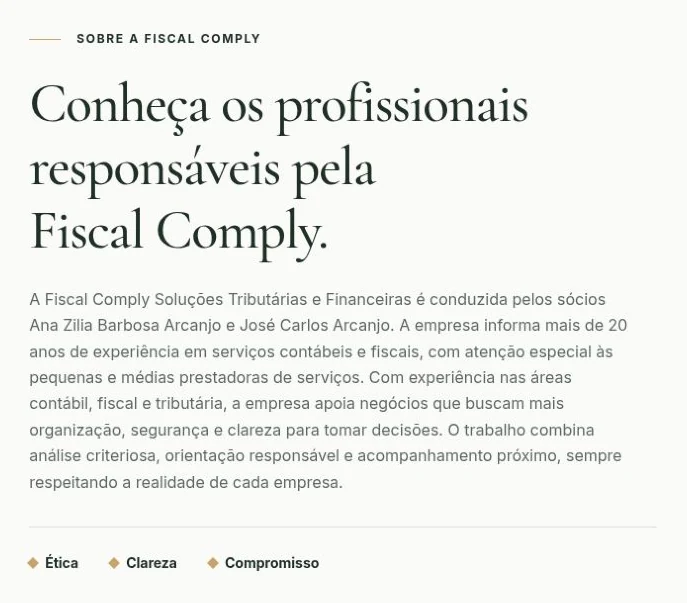 SOBRE A FISCAL COMPLY
Conheça os profissionais
responsáveis pela
Fiscal Comply.
A Fiscal Comply Soluções Tributárias e Financeiras é conduzida pelos sócios
Ana Zilia Barbosa Arcanjo e José Carlos Arcanjo. A empresa informa mais de 20
anos de experiência em serviços contábeis e fiscais, com atenção especial às
pequenas e médias prestadoras de serviços. Com experiência nas áreas
contábil, fiscal e tributária, a empresa apoia negócios que buscam mais
organização, segurança e clareza para tomar decisões. O trabalho combina
análise criteriosa, orientação responsável e acompanhamento próximo, sempre
respeitando a realidade de cada empresa.
Ética Clareza Compromisso